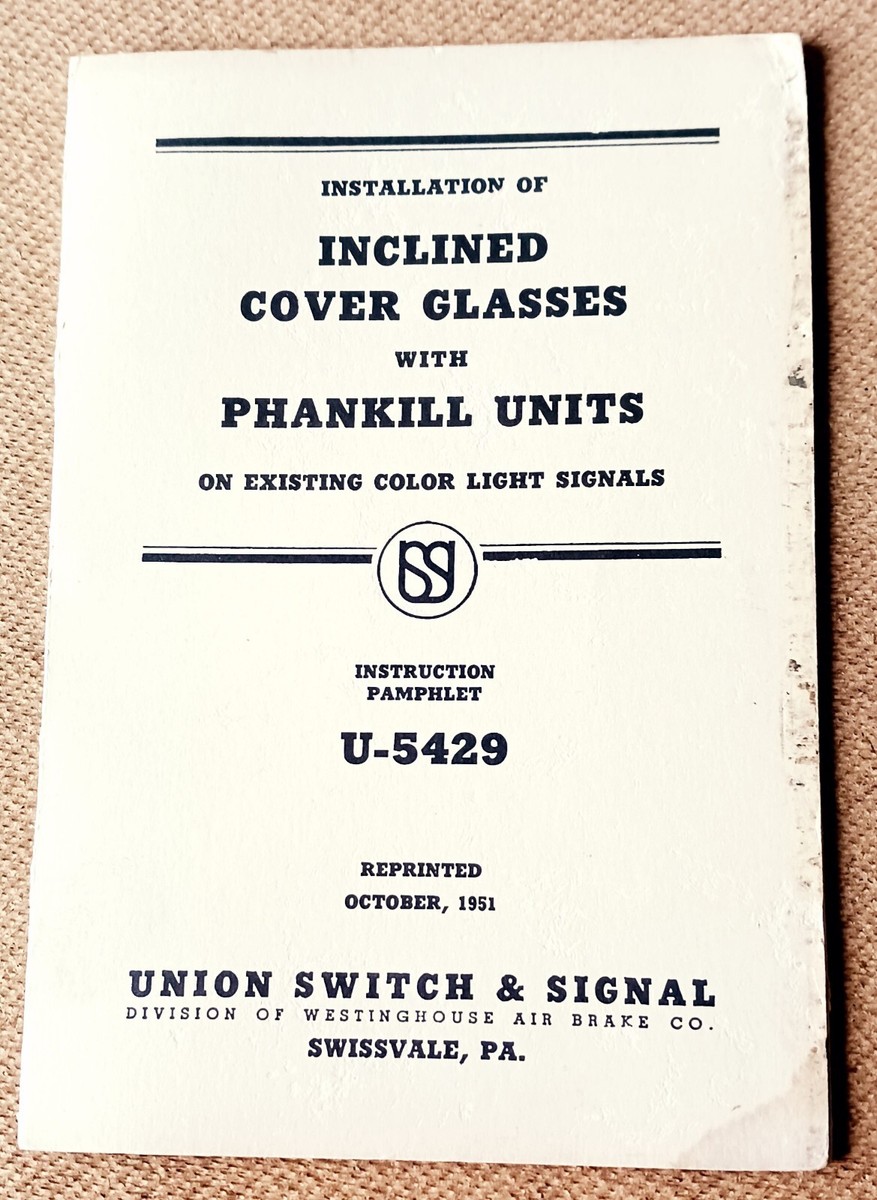 INSTALLATION OF
INCLINED
COVER GLASSES
WITH
PHANKILL UNITS
ON EXISTING COLOR LIGHT SIGNALS
USS
INSTRUCTION
PAMPHLET
U-5429
REPRINTED
OCTOBER, 1951
UNION SWITCH & SIGNAL
DIVISION OF WESTINGHOUSE AIR BRAKE CO.
SWISSVALE, PA.